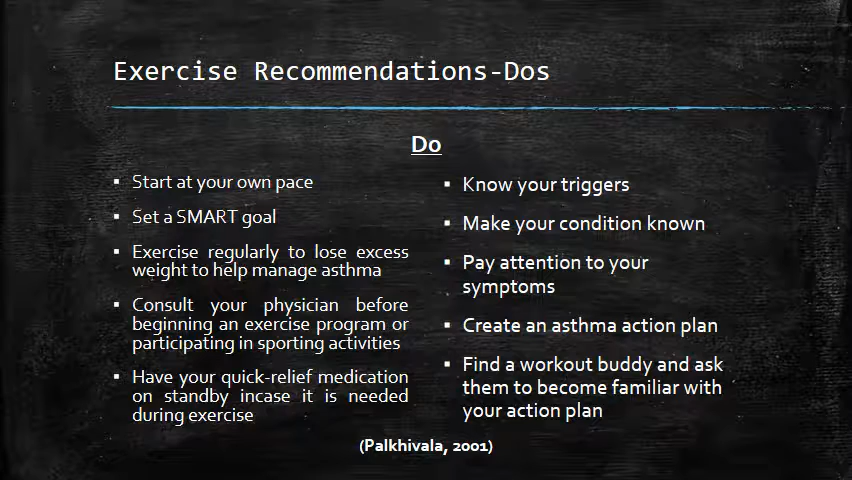 Exercise Recommendations-Dos
Do
▪ Start at your own pace
▪ Set a SMART goal
▪ Exercise regularly to lose excess
weight to help manage asthma
▪ Consult your physician before
beginning an exercise program or
participating in sporting activities
▪ Have your quick-relief medication
on standby incase it is needed
during exercise
▪ Know your triggers
▪ Make your condition known
▪ Pay attention to your
symptoms
▪ Create an asthma action plan
▪ Find a workout buddy and ask
them to become familiar with
your action plan
(Palkhivala, 2001)